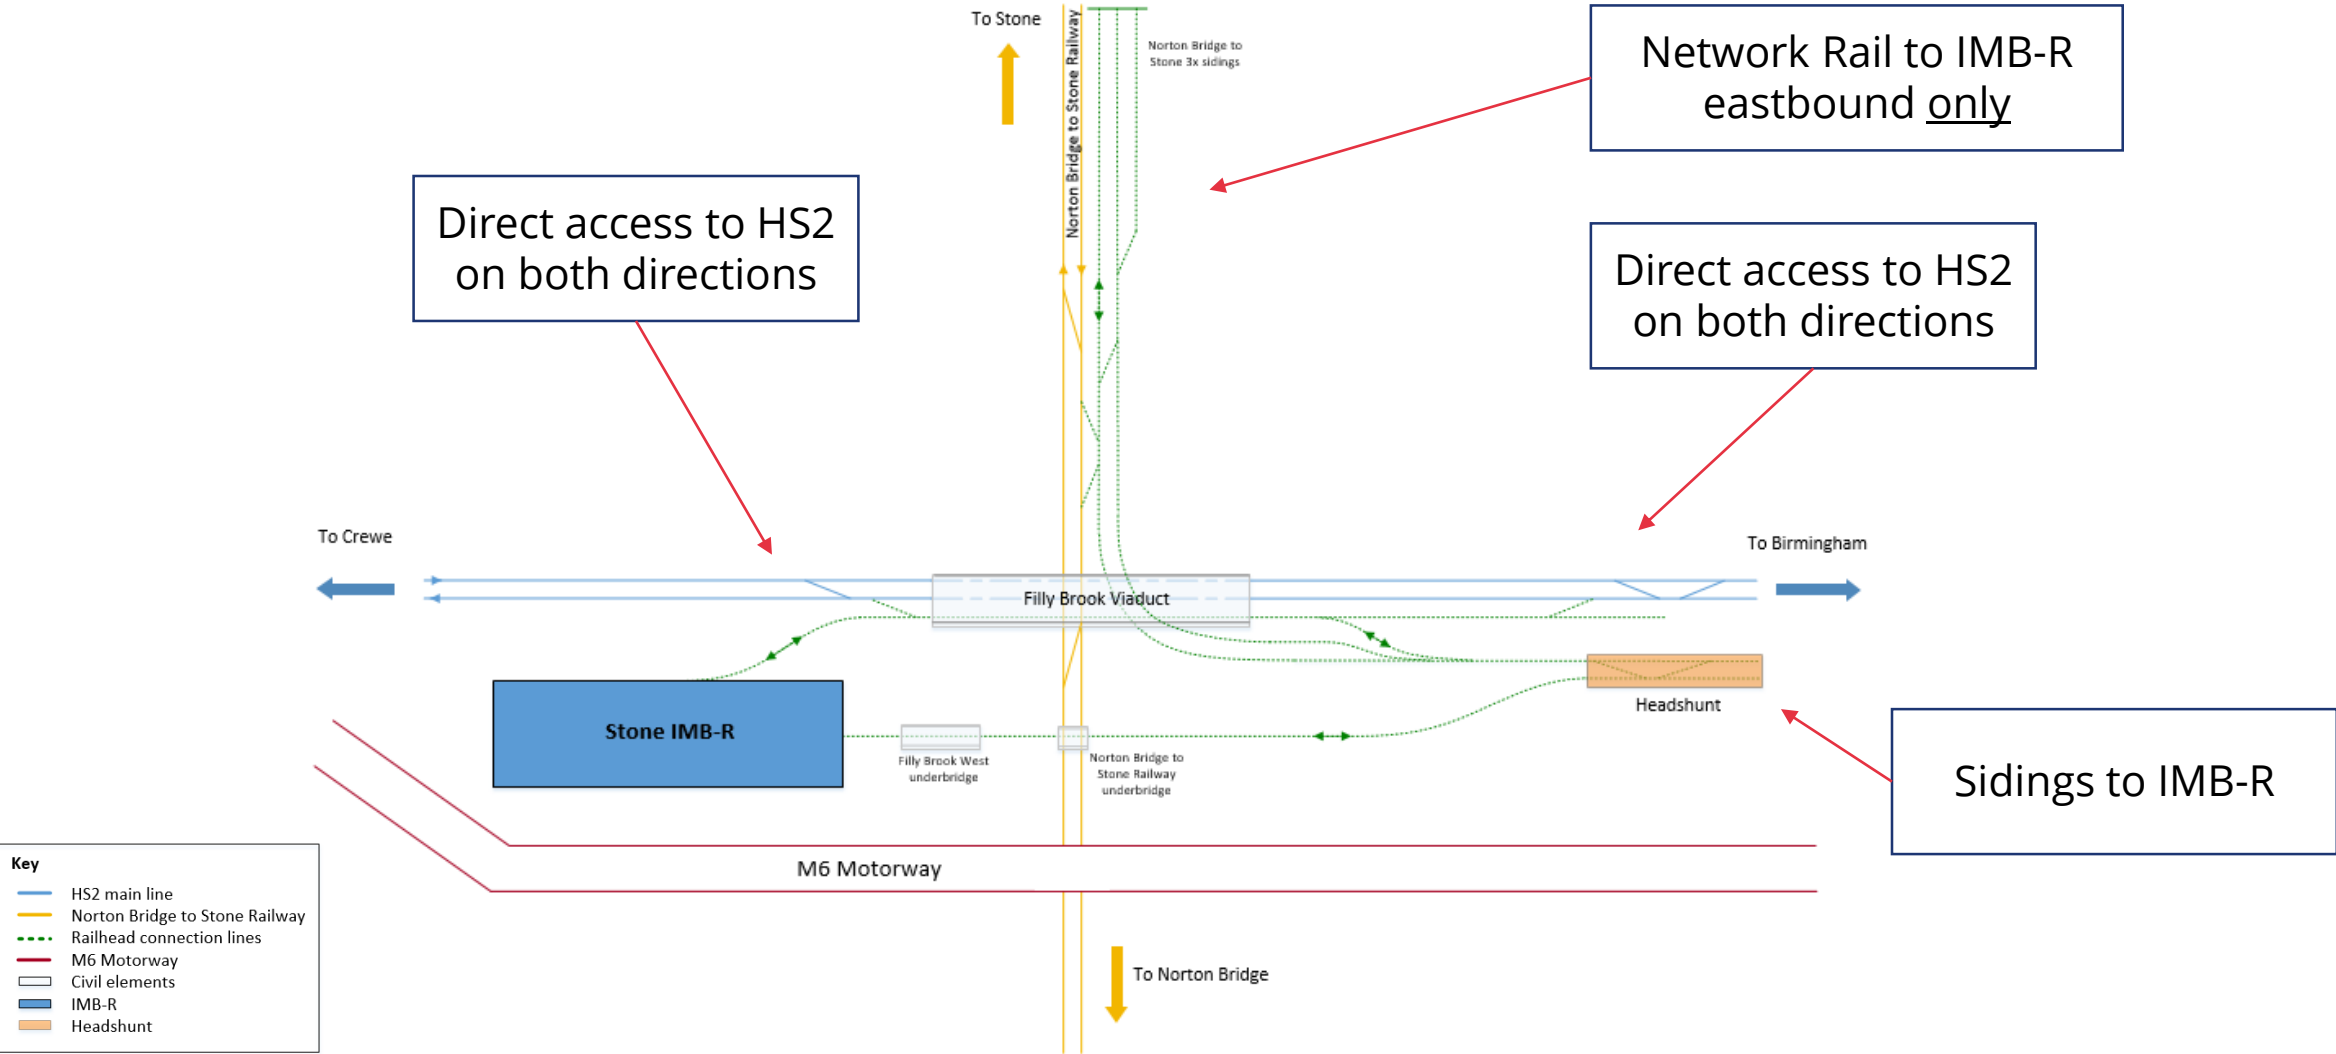 To Stone
Norton Bridge to Stone Railway
Norton Bridge to
Stone 3x sidings
Network Rail to IMB-R
eastbound only
Direct access to HS2
on both directions
Direct access to HS2
on both directions
To Crewe
To Birmingham
Filly Brook Viaduct
Headshunt
Stone IMB-R
Filly Brook West
underbridge
Norton Bridge to
Stone Railway
underbridge
Sidings to IMB-R
M6 Motorway
To Norton Bridge
Key
HS2 main line
Norton Bridge to Stone Railway
Railhead connection lines
M6 Motorway
Civil elements
IMB-R
Headshunt